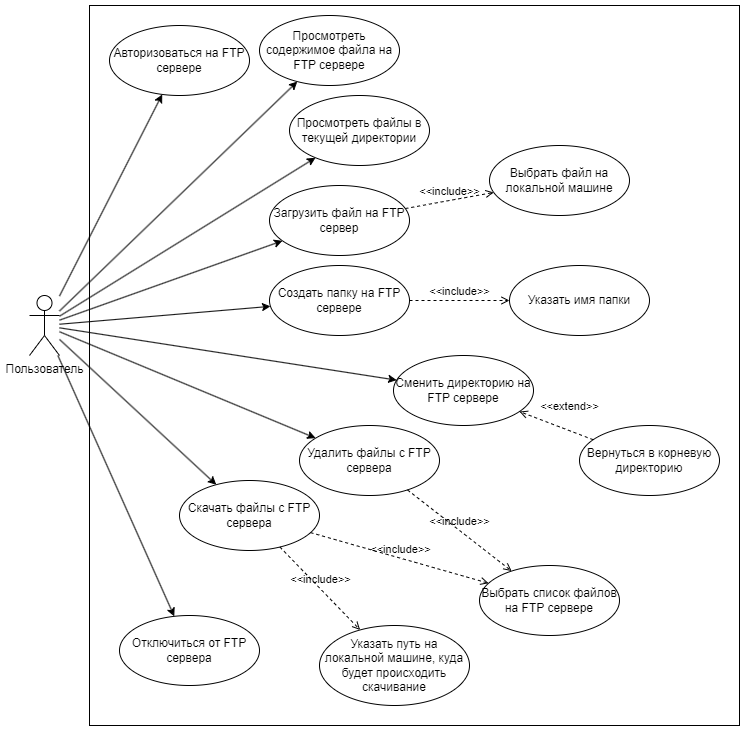 Авторизоваться на FTP
сервере
Просмотреть
содержимое файла на
FTP сервере
Просмотреть файлы в
текущей директории
Выбрать файл на
локальной машине
<<include>>
Загрузить файл на FTP
сервер
Создать папку на FTP
сервере
<<include>>
Указать имя папки
Пользователь
Сменить директорию на
FTP сервере
<<extend>>
Вернуться в корневую
директорию
Удалить файлы с FTP
сервера
Скачать файлы с FTP
сервера
<<include>>
<<include>>
<<include>>
Выбрать список файлов
на FTP сервере
Отключиться от FTP
сервера
Указать путь на
локальной машине, куда
будет происходить
скачивание